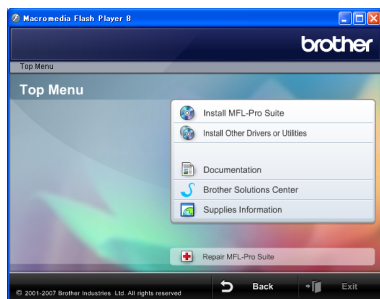 Macromedia Flash Player 8
brother
Top Menu
Top Menu
Install MFL-Pro Suite
Install Other Drivers or Utilities
Documentation
Brother Solutions Center
Supplies Information
Repair MFL-Pro Suite
© 2001-2007 Brother Industries Ltd All rights reserved
Back
Exit